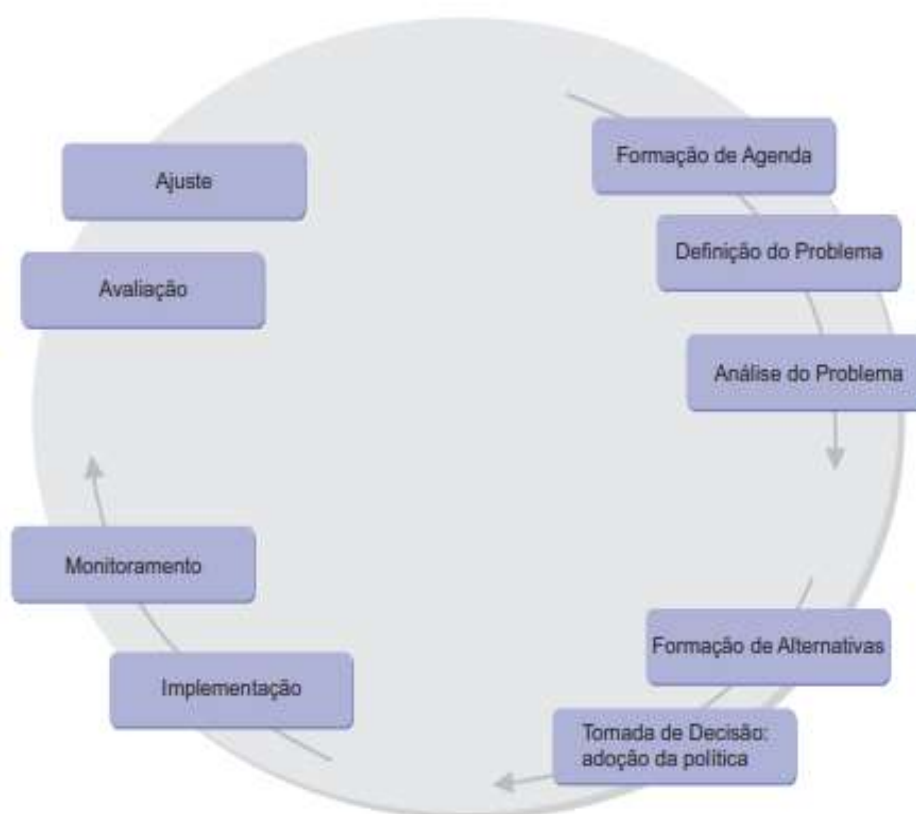 Formação de Agenda
Definição do Problema
Análise do Problema
Formação de Alternativas
Tomada de Decisão:
adoção da política
Implementação
Monitoramento
Avaliação
Ajuste